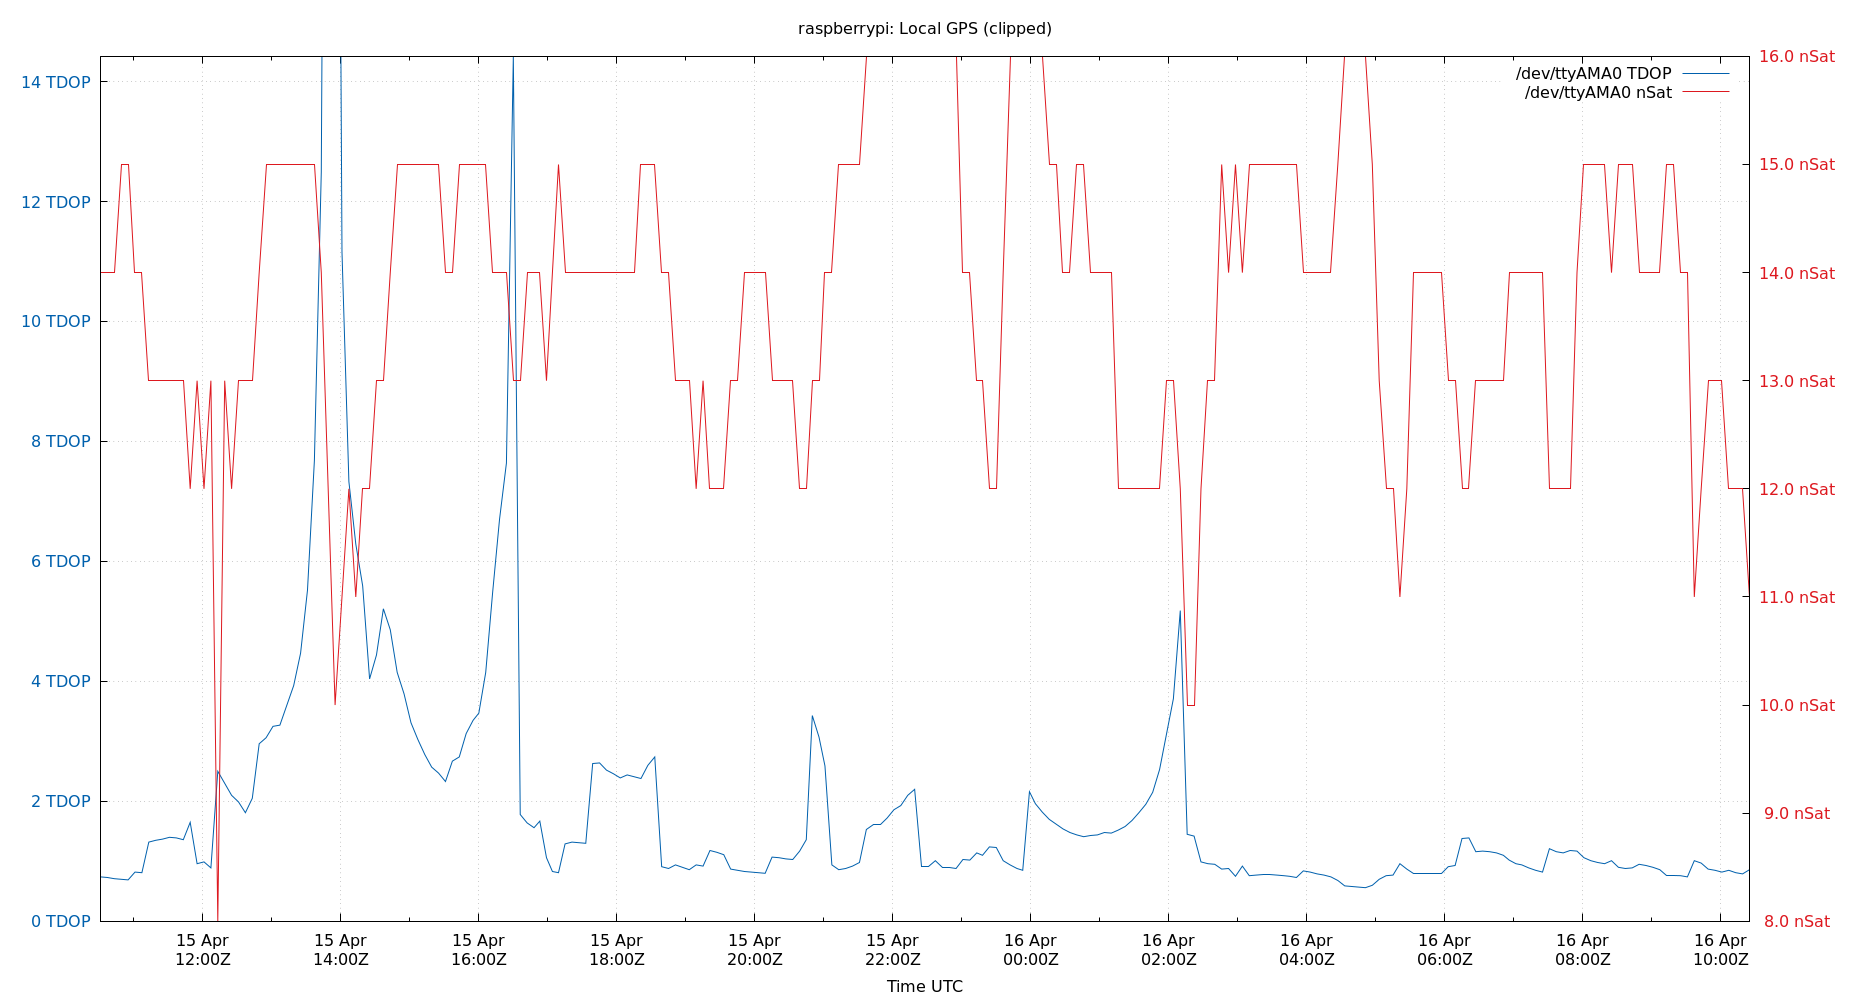 raspberrypi: Local GPS (clipped)
/dev/ttyAMA0 TDOP
/dev/ttyAMA0 nSat
14 TDOP
12 TDOP
10 TDOP
8 TDOP
6 TDOP
4 TDOP
2 TDOP
0 TDOP
16.0 nSat
15.0 nSat
14.0 nSat
13.0 nSat
12.0 nSat
11.0 nSat
10.0 nSat
9.0 nSat
8.0 nSat
15 Apr
12:00Z
15 Apr
14:00Z
15 Apr
16:00Z
15 Apr
18:00Z
15 Apr
20:00Z
15 Apr
22:00Z
16 Apr
00:00Z
16 Apr
02:00Z
16 Apr
04:00Z
16 Apr
06:00Z
16 Apr
08:00Z
16 Apr
10:00Z
Time UTC